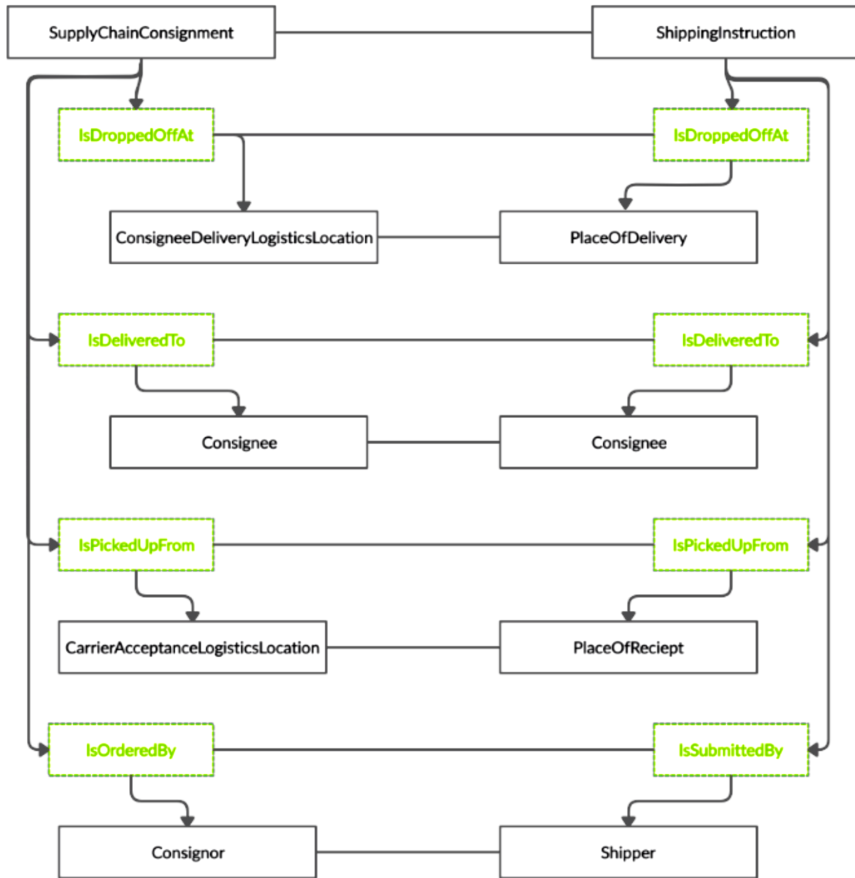 SupplyChainConsignment
ShippingInstruction
IsDroppedOffAt
IsDroppedOffAt
ConsigneeDeliveryLogisticsLocation
PlaceOfDelivery
IsDeliveredTo
IsDeliveredTo
Consignee
Consignee
IsPickedUpFrom
IsPickedUpFrom
CarrierAcceptanceLogisticsLocation
PlaceOfReciept
IsOrderedBy
IsSubmittedBy
Consignor
Shipper